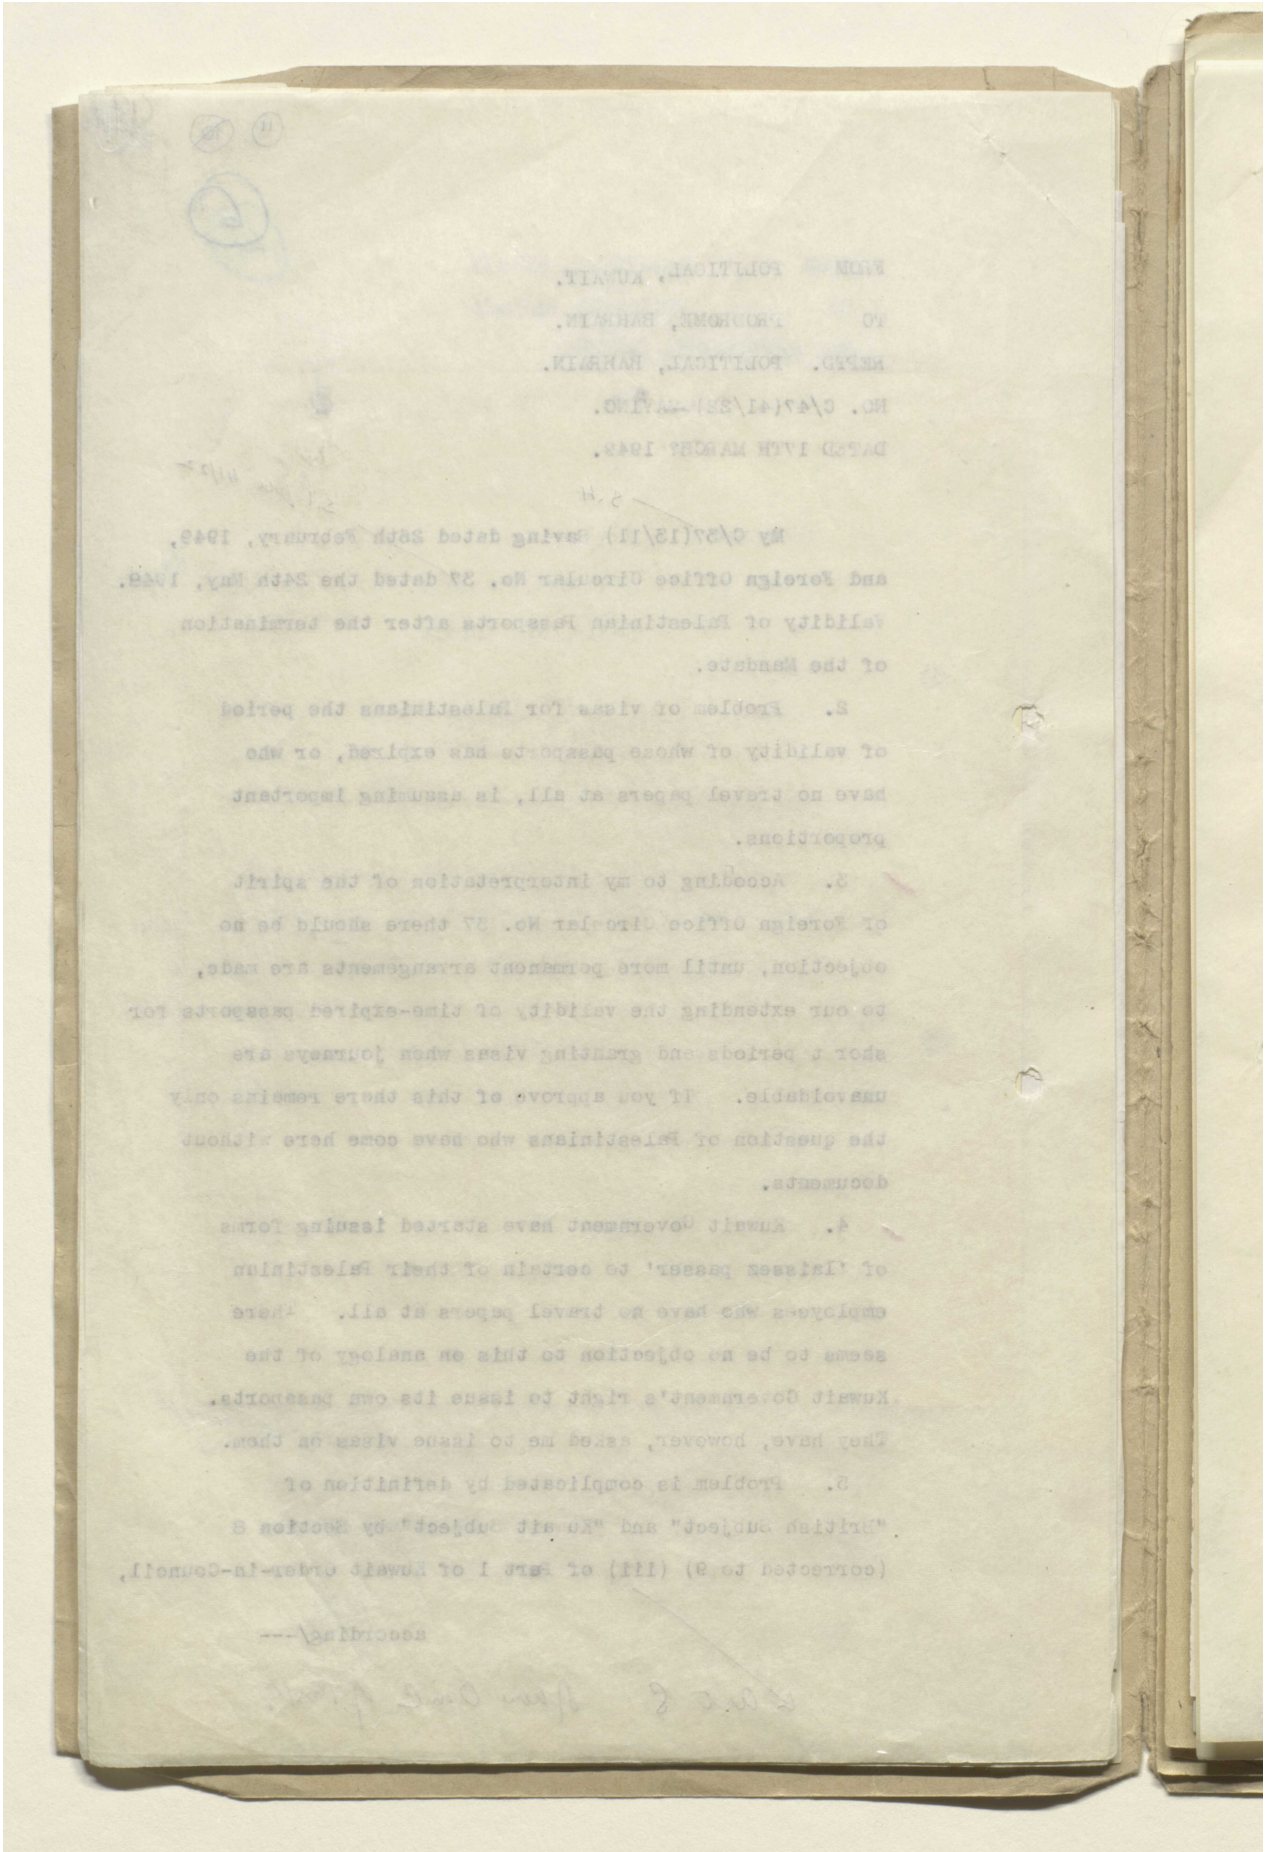 FROM POLITICAL, KUWAIT.
TO PRODROME, BAHRAIN.
REPTD. POLITICAL, BAHRAIN.
NO. C/47(41/22) SAVING.
DATED 17TH MARCH? 1949.
My C/37(13/11) Saving dated 28th February, 1949,
and Foreign Office Circular No. 37 dated the 24th May, 1949.
Validity of Palestinian Passports after the termination
of the Mandate.
2. Problem of visas for Palestinians the period
of validity of whose passports has expired, or who
have no travel papers at all, is assuming important
proportions.
3. Accoding to my interpretation of the spirit
of Foreign Office Circular No. 37 there should be no
objection, until more permanent arrangements are made,
to our extending the validity of time-expired passports for
short periods and granting visas when journeys are
unavoidable. If you approve of this there remains only
the question of Palestinians who have come here without
documents.
4. Kuwait Government have started issuing forms
of 'laissez passer' to certain of their Palestinian
employees who have no travel papers at all. There
seems to be no objection to this on analogy of the
Kuwait Government's right to issue its own passports.
They have, however, asked me to issue visas on them.
5. Problem is complicated by definition of
"British Subject" and "Kuwait Subject" by Section 8
(corrected to 9) (iii) of Part 1 of Kuwait Order-in-Council,
according/---